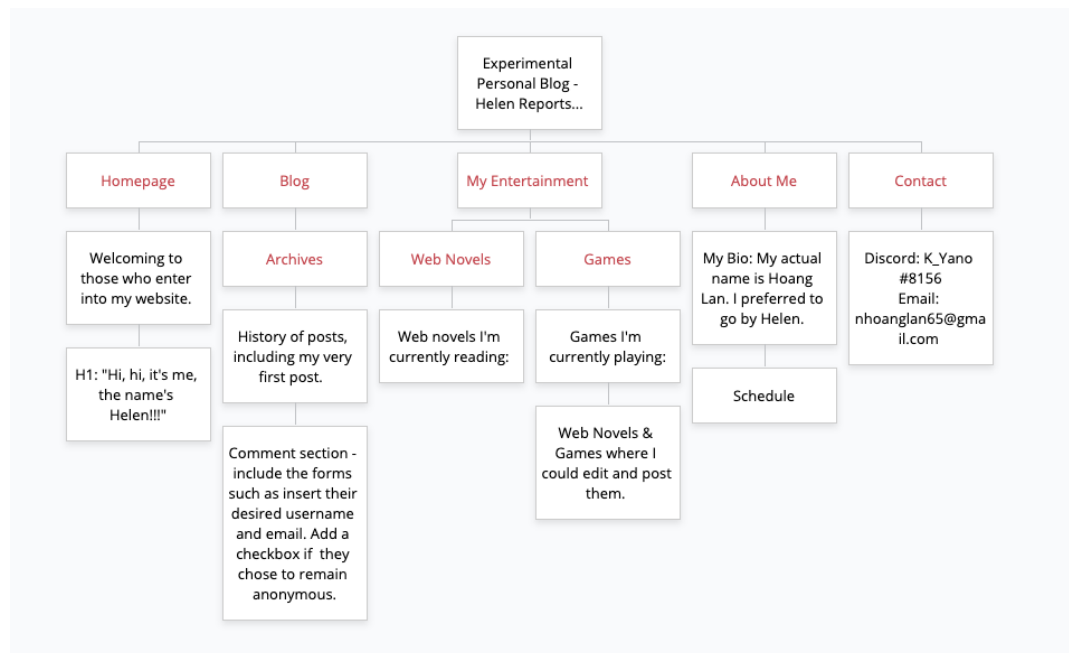 Experimental
Personal Blog -
Helen Reports...
Homepage
Blog
My Entertainment
About Me
Contact
Welcoming to
those who enter
into my website.
H1: "Hi, hi, it's me,
the name's
Helen!!!"
Archives
History of posts,
including my very
first post.
Comment section -
include the forms
such as insert their
desired username
and email. Add a
checkbox if  they
chose to remain
anonymous.
Web Novels
Web novels I'm
currently reading:
Games
Games I'm
currently playing:
Web Novels &
Games where I
could edit and post
them.
My Bio: My actual
name is Hoang
Lan. I preferred to
go by Helen.
Schedule
Discord: K_Yano
#8156
Email:
nhoanglan65@gma
il.com